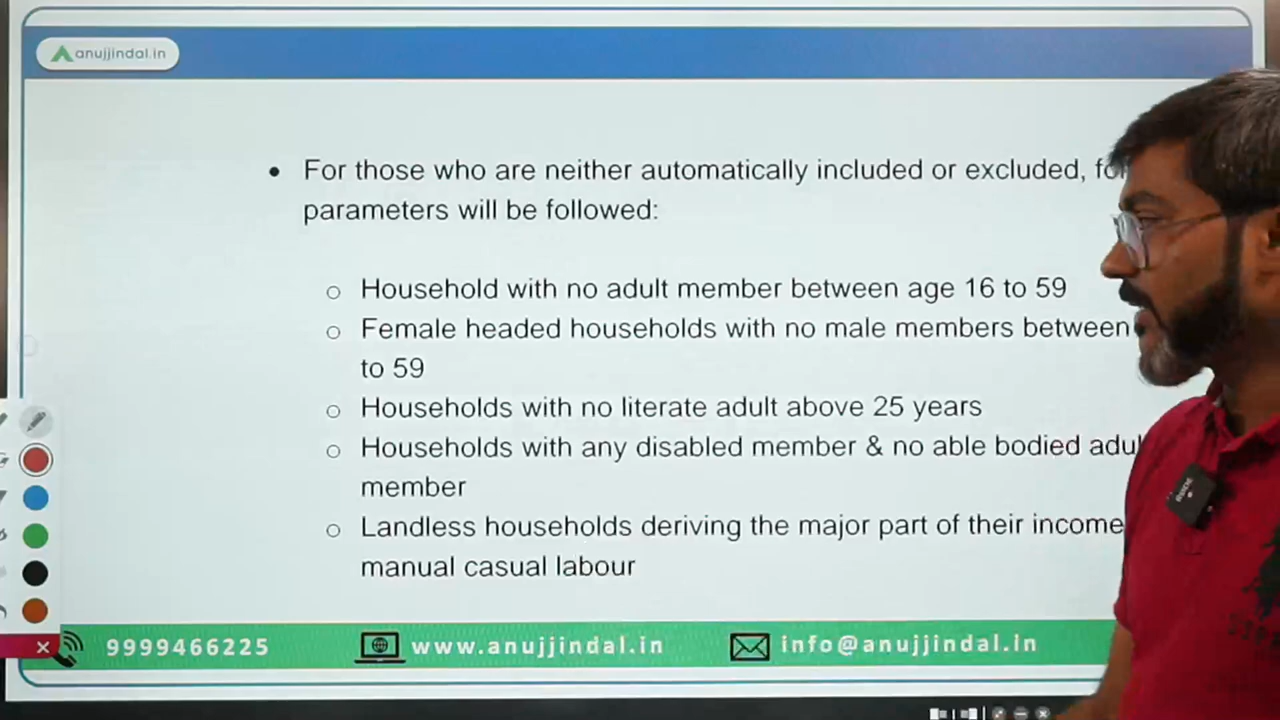 anujjindal.in
For those who are neither automatically included or excluded,
parameters will be followed:
Household with no adult member between age 16 to 59
Female headed households with no male members between
to 59
Households with no literate adult above 25 years
Households with any disabled member & no able bodied
member
Landless households deriving the major part of their income
manual casual labour
9999466225 www.anujjindal.in info@anujjindal.in